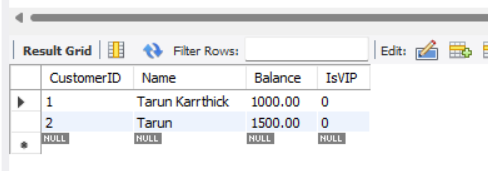 Result Grid Filter Rows: Edit:
CustomerID Name Balance IsVIP
1 Tarun Karrthick 1000.00 0
2 Tarun 1500.00 0
NULL NULL NULL NULL